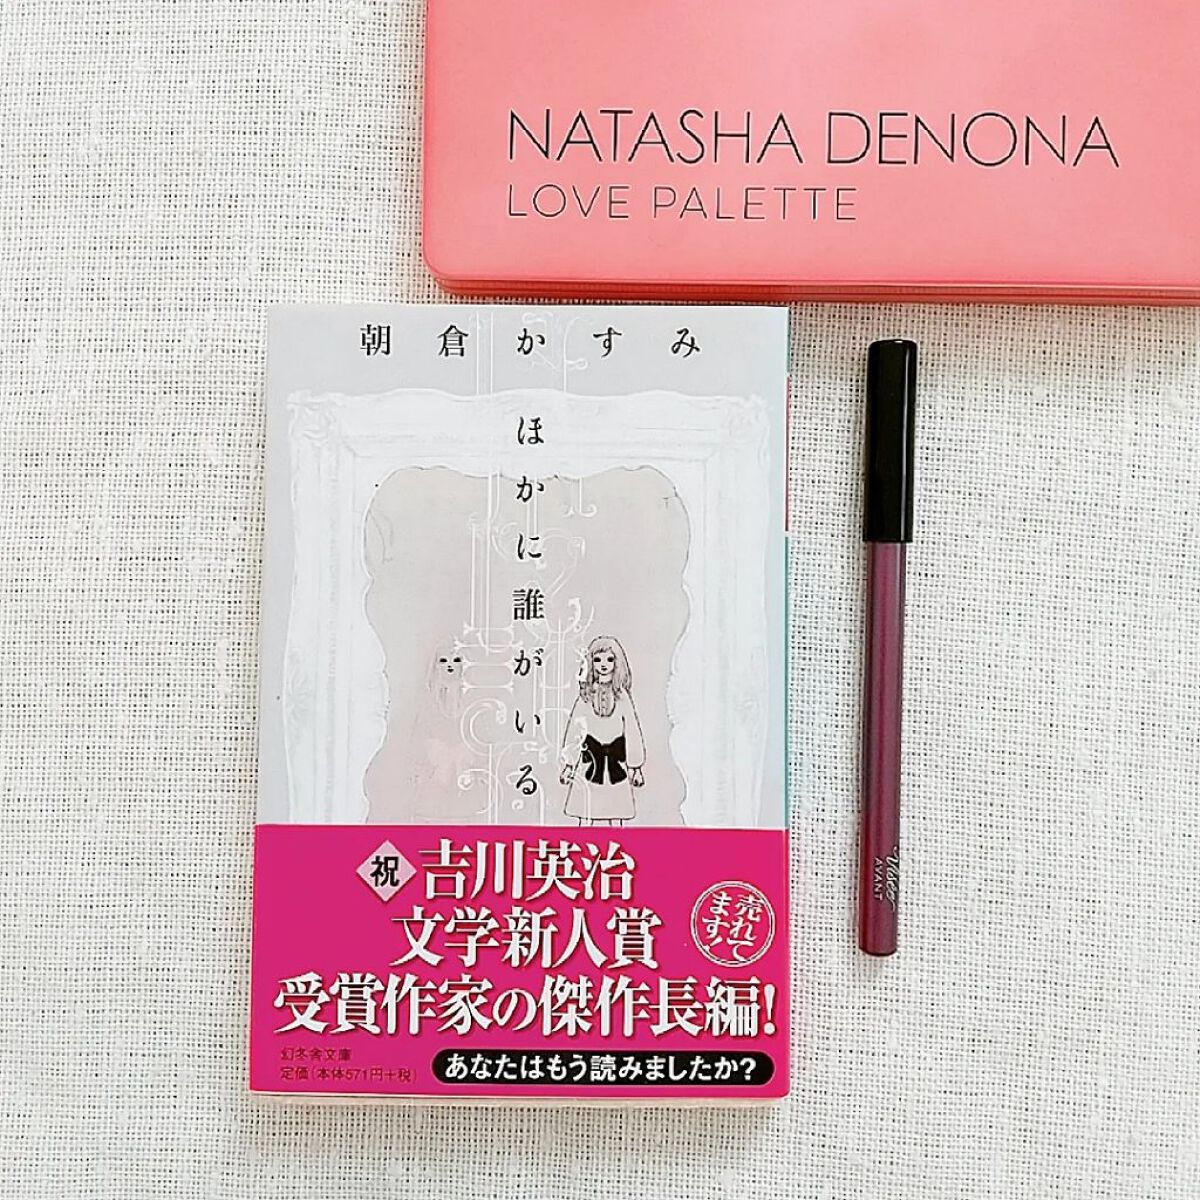 NATASHA DENONA
LOVE PALETTE
朝倉かすみ
ほかに誰がいる
祝
吉川英治
文学新人賞
受賞作家の傑作長編!
売れて
ます!
幻冬舎文庫
定価(本体571円+税)
あなたはもう読みましたか?
Viseé
AVANT